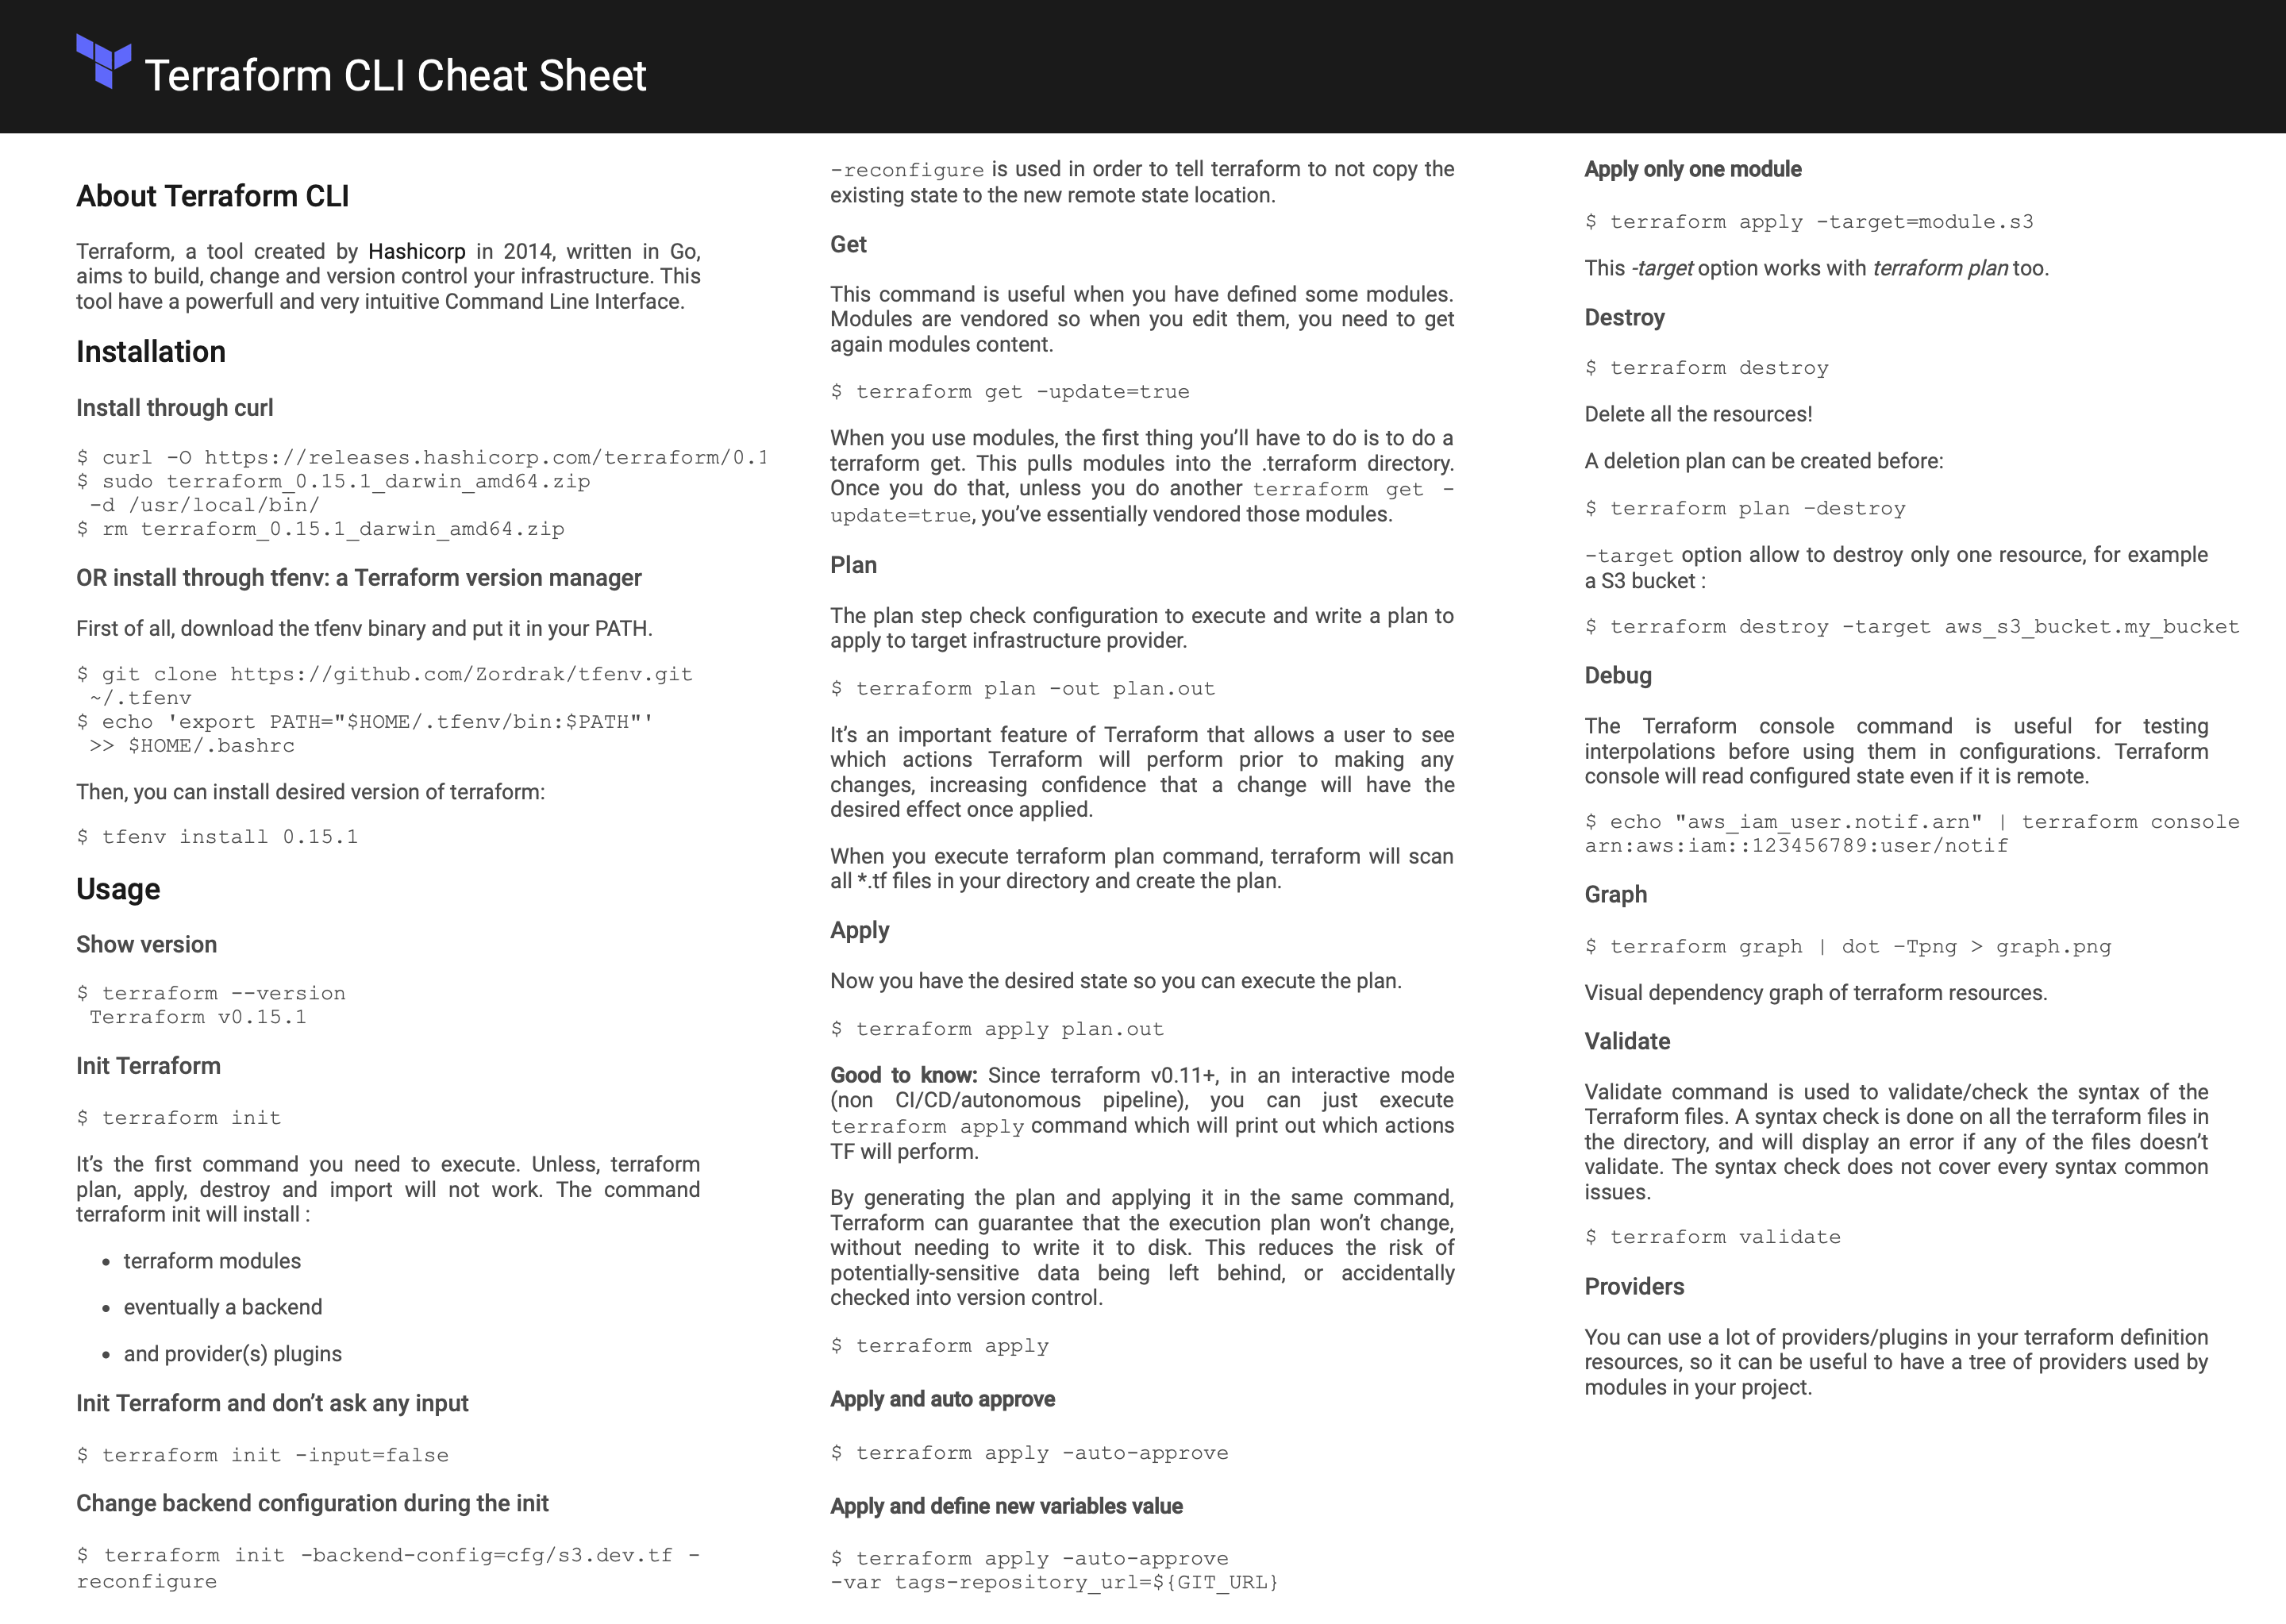 Terraform CLI Cheat Sheet
About Terraform CLI
Terraform, a tool created by Hashicorp in 2014, written in Go,
aims to build, change and version control your infrastructure. This
tool have a powerfull and very intuitive Command Line Interface.
Installation
Install through curl
$ curl -O https://releases.hashicorp.com/terraform/0.1
$ sudo terraform_0.15.1_darwin_amd64.zip
-d /usr/local/bin/
$ rm terraform_0.15.1_darwin_amd64.zip
OR install through tfenv: a Terraform version manager
First of all, download the tfenv binary and put it in your PATH.
$ git clone https://github.com/Zordrak/tfenv.git
~/.tfenv
$ echo 'export PATH="$HOME/.tfenv/bin:$PATH"'
>> $HOME/.bashrc
Then, you can install desired version of terraform:
$ tfenv install 0.15.1
Usage
Show version
$ terraform --version
Terraform v0.15.1
Init Terraform
$ terraform init
It’s the first command you need to execute. Unless, terraform
plan, apply, destroy and import will not work. The command
terraform init will install :
• terraform modules
• eventually a backend
• and provider(s) plugins
Init Terraform and don’t ask any input
$ terraform init -input=false
Change backend configuration during the init
$ terraform init -backend-config=cfg/s3.dev.tf -
reconfigure
-reconfigure is used in order to tell terraform to not copy the
existing state to the new remote state location.
Get
This command is useful when you have defined some modules.
Modules are vendored so when you edit them, you need to get
again modules content.
$ terraform get -update=true
When you use modules, the first thing you’ll have to do is to do a
terraform get. This pulls modules into the .terraform directory.
Once you do that, unless you do another terraform get -
update=true, you’ve essentially vendored those modules.
Plan
The plan step check configuration to execute and write a plan to
apply to target infrastructure provider.
$ terraform plan -out plan.out
It’s an important feature of Terraform that allows a user to see
which actions Terraform will perform prior to making any
changes, increasing confidence that a change will have the
desired effect once applied.
When you execute terraform plan command, terraform will scan
all *.tf files in your directory and create the plan.
Apply
Now you have the desired state so you can execute the plan.
$ terraform apply plan.out
Good to know: Since terraform v0.11+, in an interactive mode
(non CI/CD/autonomous pipeline), you can just execute
terraform apply command which will print out which actions
TF will perform.
By generating the plan and applying it in the same command,
Terraform can guarantee that the execution plan won’t change,
without needing to write it to disk. This reduces the risk of
potentially-sensitive data being left behind, or accidentally
checked into version control.
$ terraform apply
Apply and auto approve
$ terraform apply -auto-approve
Apply and define new variables value
$ terraform apply -auto-approve
-var tags-repository_url=${GIT_URL}
Apply only one module
$ terraform apply -target=module.s3
This -target option works with terraform plan too.
Destroy
$ terraform destroy
Delete all the resources!
A deletion plan can be created before:
$ terraform plan –destroy
-target option allow to destroy only one resource, for example
a S3 bucket :
$ terraform destroy -target aws_s3_bucket.my_bucket
Debug
The Terraform console command is useful for testing
interpolations before using them in configurations. Terraform
console will read configured state even if it is remote.
$ echo "aws_iam_user.notif.arn" | terraform console
arn:aws:iam::123456789:user/notif
Graph
$ terraform graph | dot –Tpng > graph.png
Visual dependency graph of terraform resources.
Validate
Validate command is used to validate/check the syntax of the
Terraform files. A syntax check is done on all the terraform files in
the directory, and will display an error if any of the files doesn’t
validate. The syntax check does not cover every syntax common
issues.
$ terraform validate
Providers
You can use a lot of providers/plugins in your terraform definition
resources, so it can be useful to have a tree of providers used by
modules in your project.